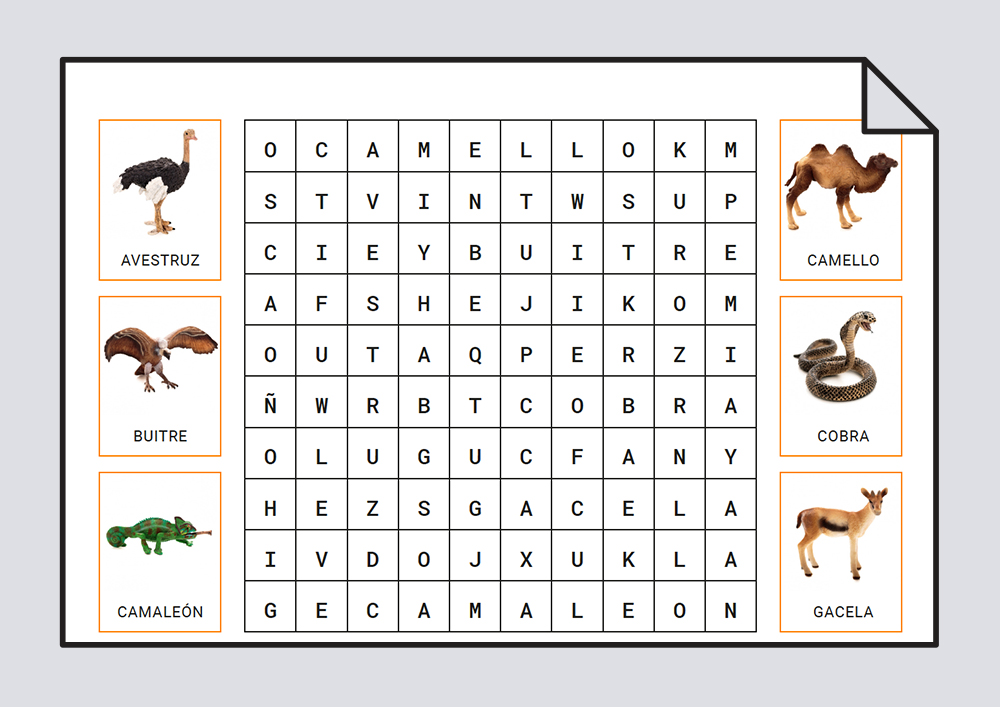 O C A M E L L O K M
S T V I N T W S U P
C I E Y B U I T R E
A F S H E J I K O M
O U T A Q P E R Z I
Ñ W R B T C O B R A
O L U G U C F A N Y
H E Z S G A C E L A
I V D O J X U K L A
G E C A M A L E O N
AVESTRUZ
BUITRE
CAMALEÓN
CAMELLO
COBRA
GACELA